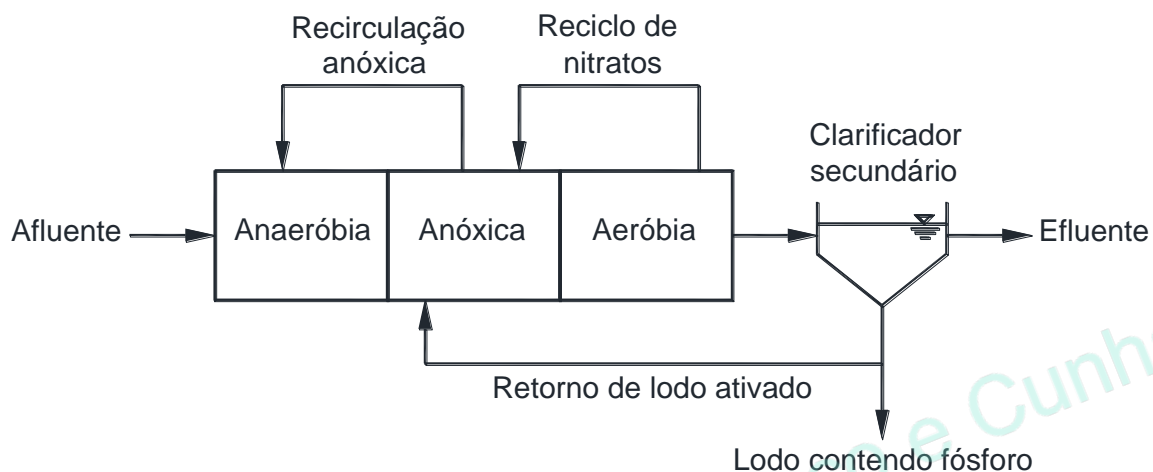 Recirculação
anóxica
Reciclo de
nitratos
Clarificador
secundário
Afluente
Anaeróbia
Anóxica
Aeróbia
Efluente
Retorno de lodo ativado
Lodo contendo fósforo
e Cunha